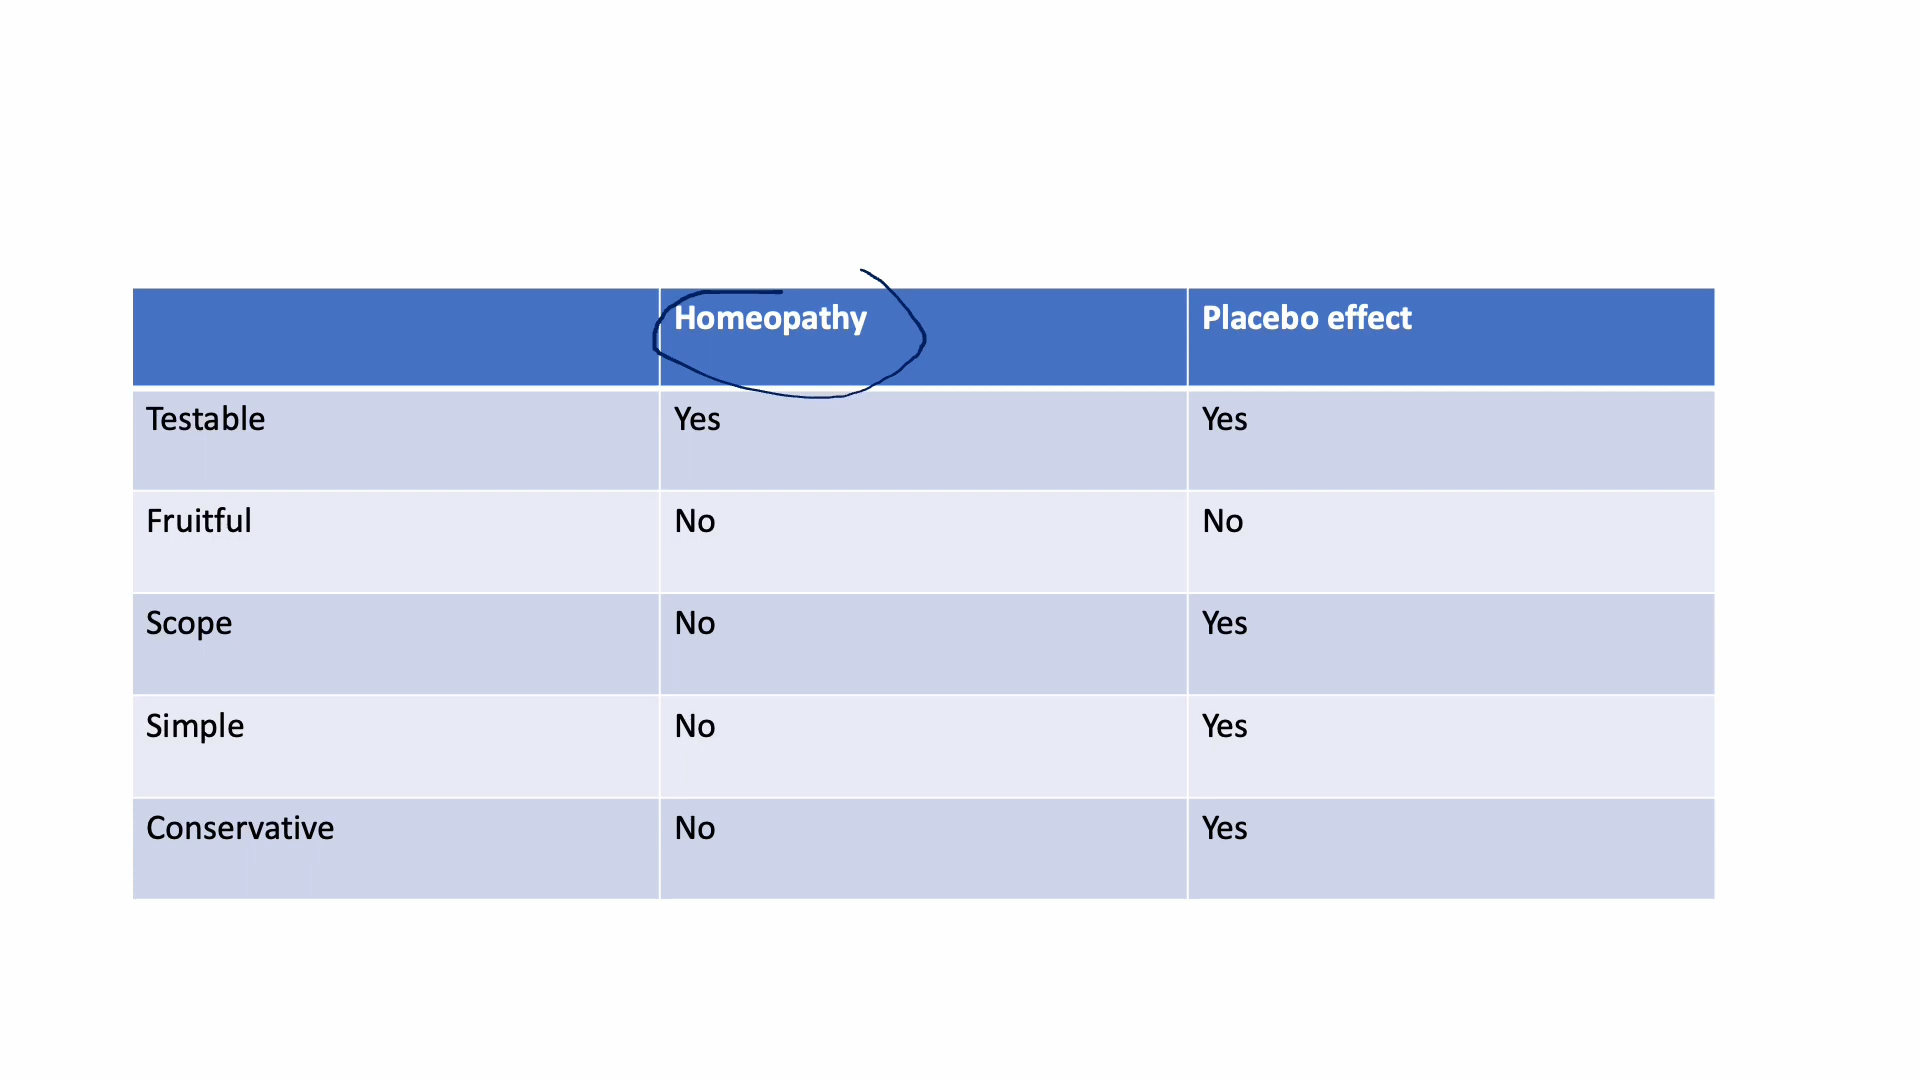 Homeopathy Placebo effect
Testable Yes Yes
Fruitful No No
Scope No Yes
Simple No Yes
Conservative No Yes